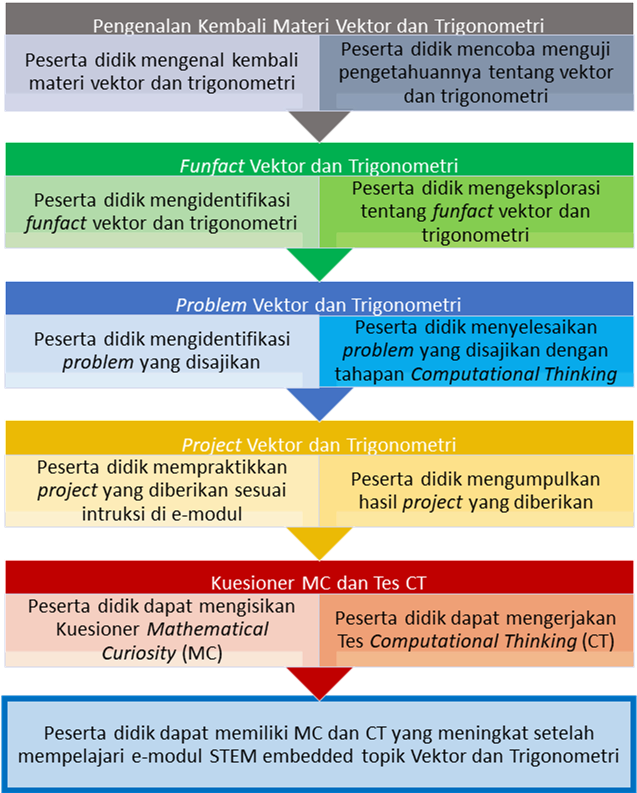 Pengenalan Kembali Materi Vektor dan Trigonometri
Peserta didik mengenal kembali
materi vektor dan trigonometri
Peserta didik mencoba menguji
pengetahuannya tentang vektor
dan trigonometri
Funfact Vektor dan Trigonometri
Peserta didik mengidentifikasi
funfact vektor dan trigonometri
Peserta didik mengeksplorasi
tentang funfact vektor dan
trigonometri
Problem Vektor dan Trigonometri
Peserta didik mengidentifikasi
problem yang disajikan
Peserta didik menyelesaikan
problem yang disajikan dengan
tahapan Computational Thinking
Project Vektor dan Trigonometri
Peserta didik mempraktikkan
project yang diberikan sesuai
intruksi di e-modul
Peserta didik mengumpulkan
hasil project yang diberikan
Kuesioner MC dan Tes CT
Peserta didik dapat mengisikan
Kuesioner Mathematical
Curiosity (MC)
Peserta didik dapat mengerjakan
Tes Computational Thinking (CT)
Peserta didik dapat memiliki MC dan CT yang meningkat setelah
mempelajari e-modul STEM embedded topik Vektor dan Trigonometri